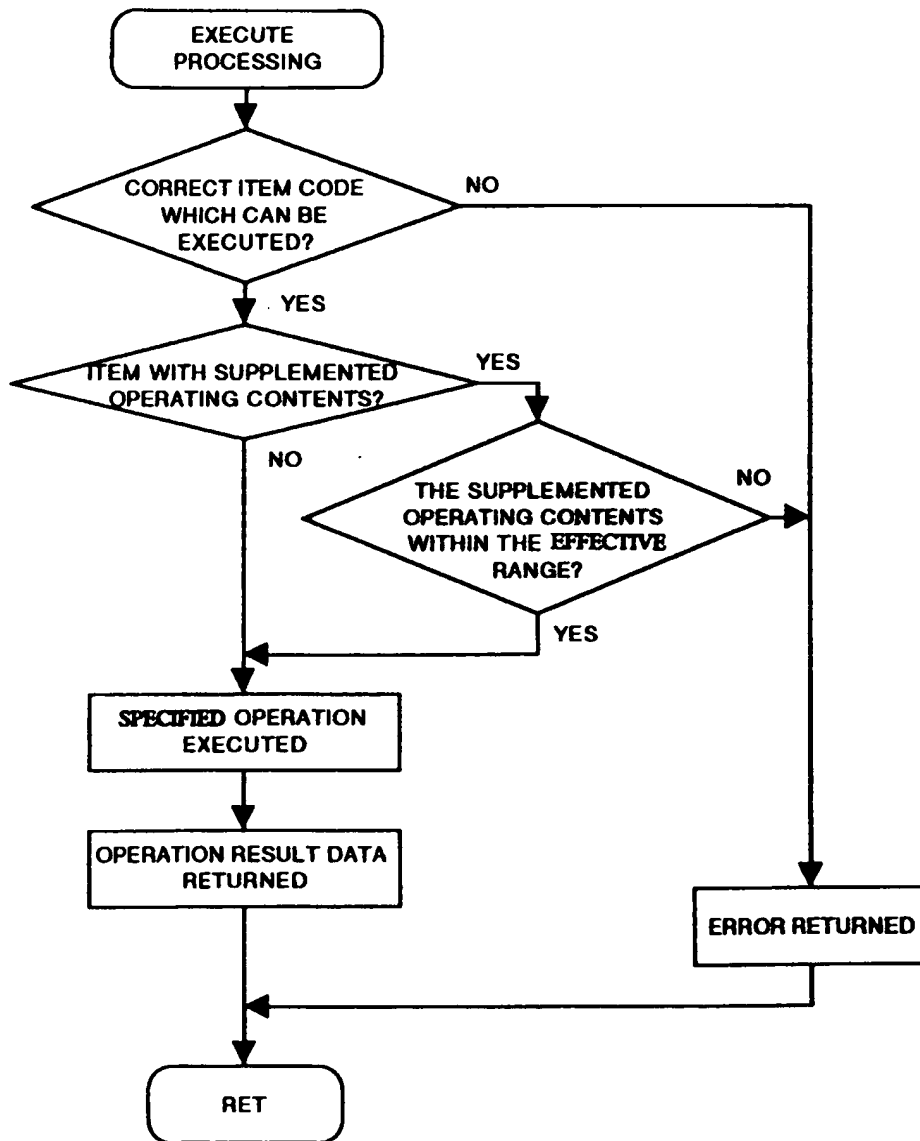 EXECUTE
PROCESSING
CORRECT ITEM CODE
WHICH CAN BE
EXECUTED?
NO
YES
ITEM WITH SUPPLEMENTED
OPERATING CONTENTS?
YES
NO
THE SUPPLEMENTED
OPERATING CONTENTS
WITHIN THE EFFECTIVE
RANGE?
NO
YES
SPECIFIED OPERATION
EXECUTED
OPERATION RESULT DATA
RETURNED
ERROR RETURNED
RET